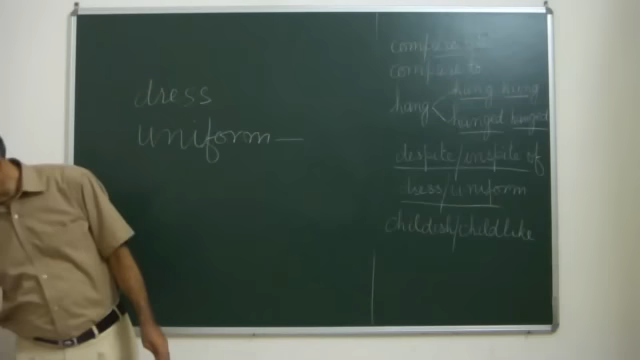 dress
uniform —
compare
compare to
hang hung hung
hanged hanged
despite/inspite of
dress/uniform
childish/childlike